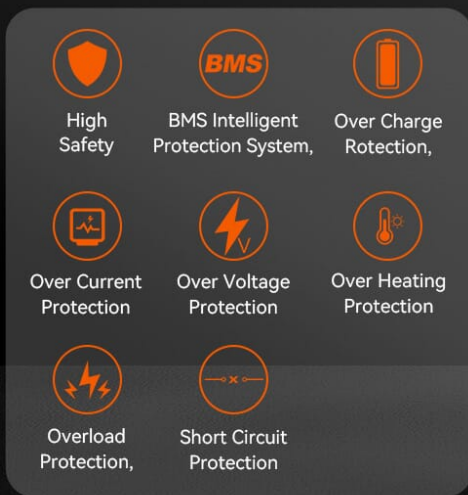 BMS
High
Safety
BMS Intelligent
Protection System,
Over Charge
Rotection,
V
Over Current
Protection
Over Voltage
Protection
Over Heating
Protection
Overload
Protection,
Short Circuit
Protection